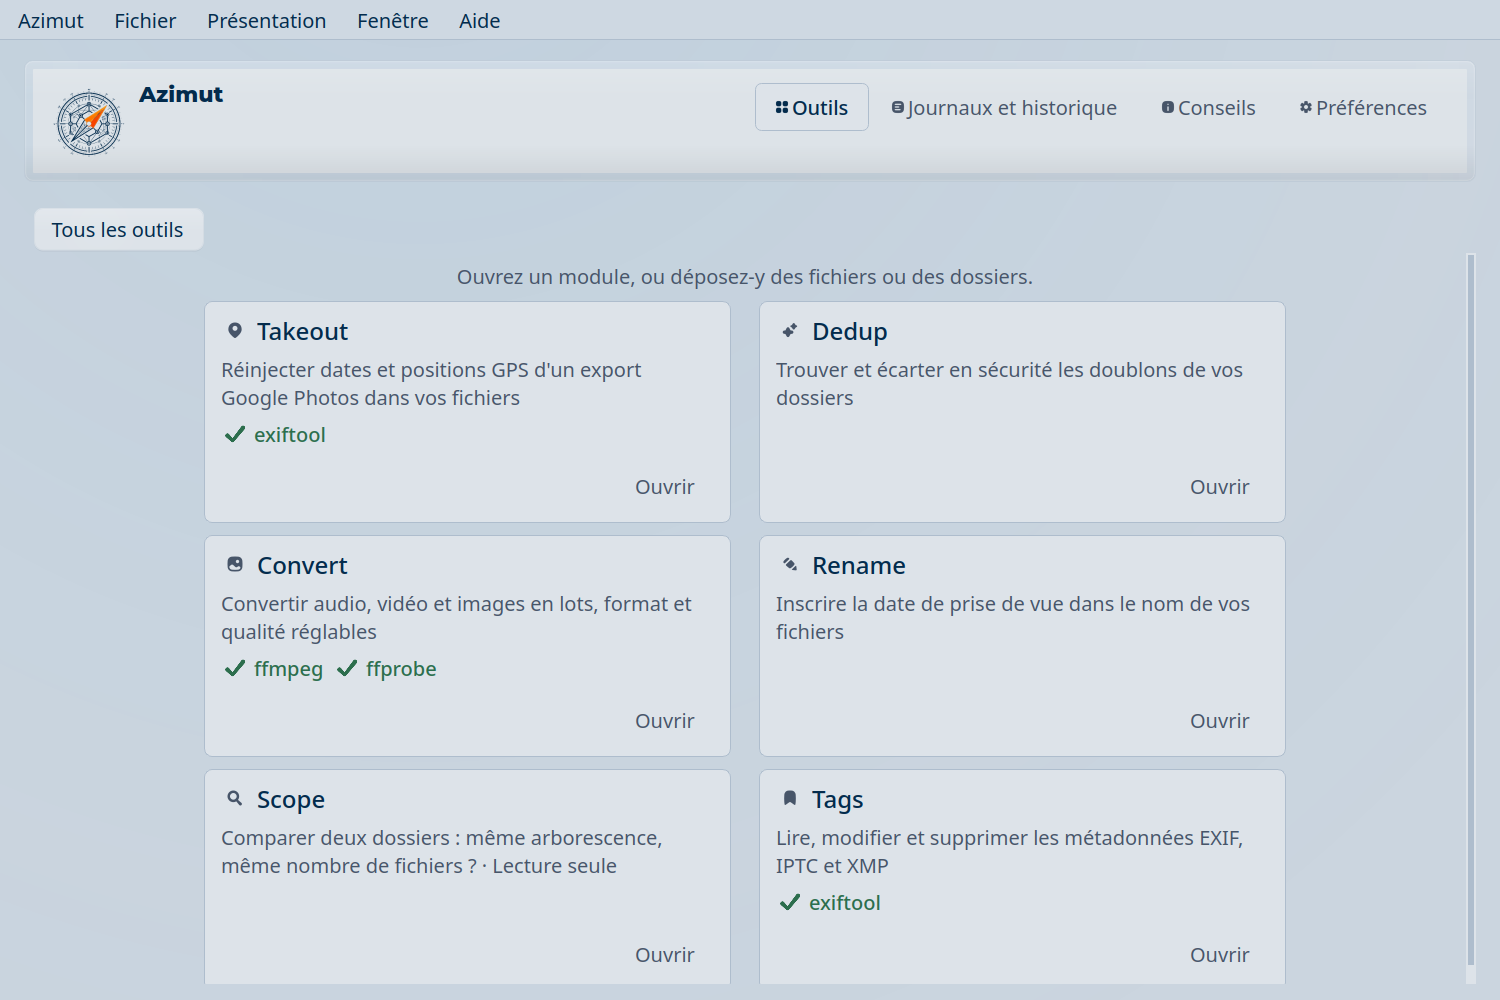 Azimut Fichier Présentation Fenêtre Aide
Azimut
Outils Journaux et historique Conseils Préférences
Tous les outils
Ouvrez un module, ou déposez-y des fichiers ou des dossiers.
Takeout
Réinjecter dates et positions GPS d'un export
Google Photos dans vos fichiers
exiftool
Ouvrir
Dedup
Trouver et écarter en sécurité les doublons de vos
dossiers
Ouvrir
Convert
Convertir audio, vidéo et images en lots, format et
qualité réglables
ffmpeg ffprobe
Ouvrir
Rename
Inscrire la date de prise de vue dans le nom de vos
fichiers
Ouvrir
Scope
Comparer deux dossiers : même arborescence,
même nombre de fichiers ? · Lecture seule
Ouvrir
Tags
Lire, modifier et supprimer les métadonnées EXIF,
IPTC et XMP
exiftool
Ouvrir